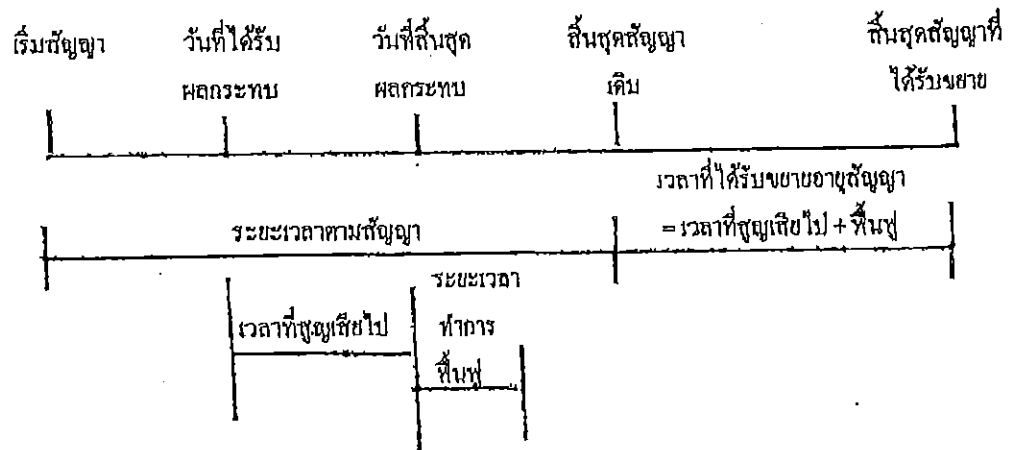 เริ่มสัญญา
วันที่ได้รับ
ผลกระทบ
วันที่สิ้นสุด
ผลกระทบ
สิ้นสุดสัญญา
เดิม
สิ้นสุดสัญญาที่
ได้รับขยาย
เวลาที่ได้รับขยายอายุสัญญา
= เวลาที่สูญเสียไป + ฟื้นฟู
ระยะเวลาตามสัญญา
ระยะเวลา
ทำการ
ฟื้นฟู
เวลาที่สูญเสียไป